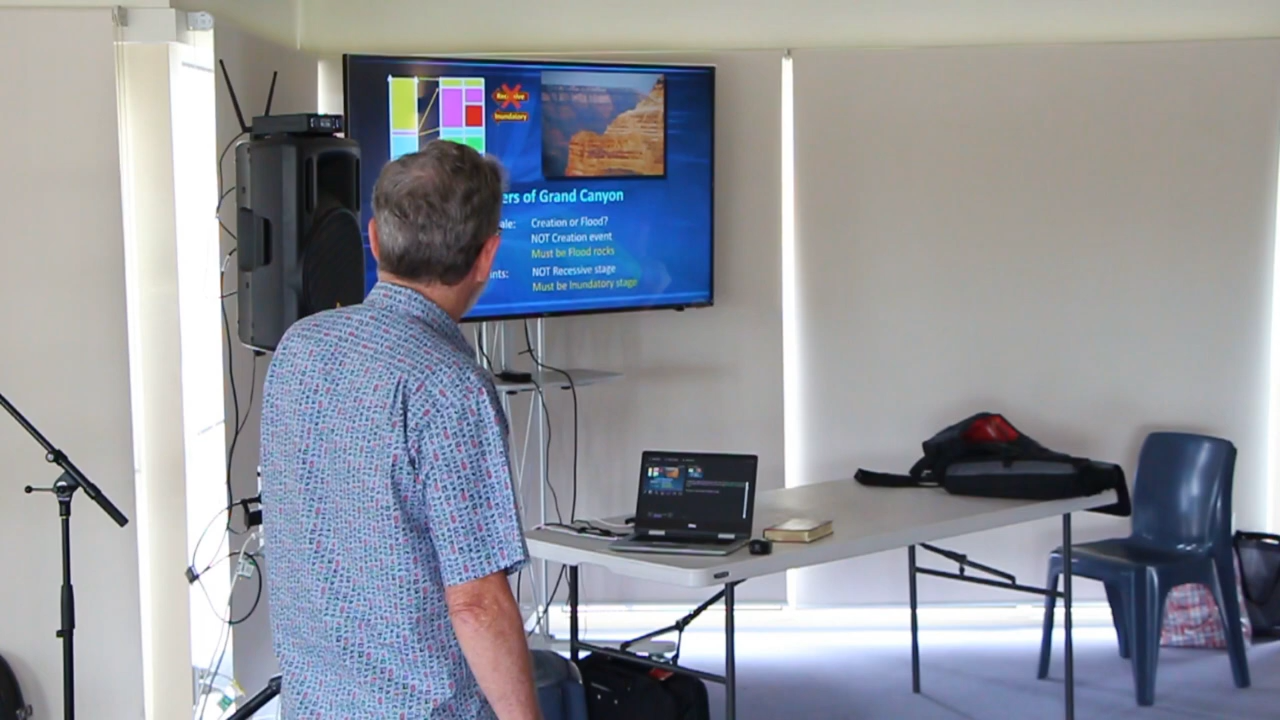 Inundatory
ers of Grand Canyon
ale: Creation or Flood?
NOT Creation event
Must be Flood rocks
nts: NOT Recessive stage
Must be Inundatory stage
DELL